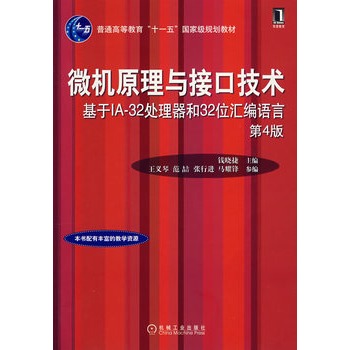 普通高等教育“十一五”国家级规划教材
微机原理与接口技术
基于IA-32处理器和32位汇编语言
第4版
钱晓捷 主编
王义琴 范喆 张行进 马耀锋 参编
本书配有丰富的教学资源
机械工业出版社
China Machine Press